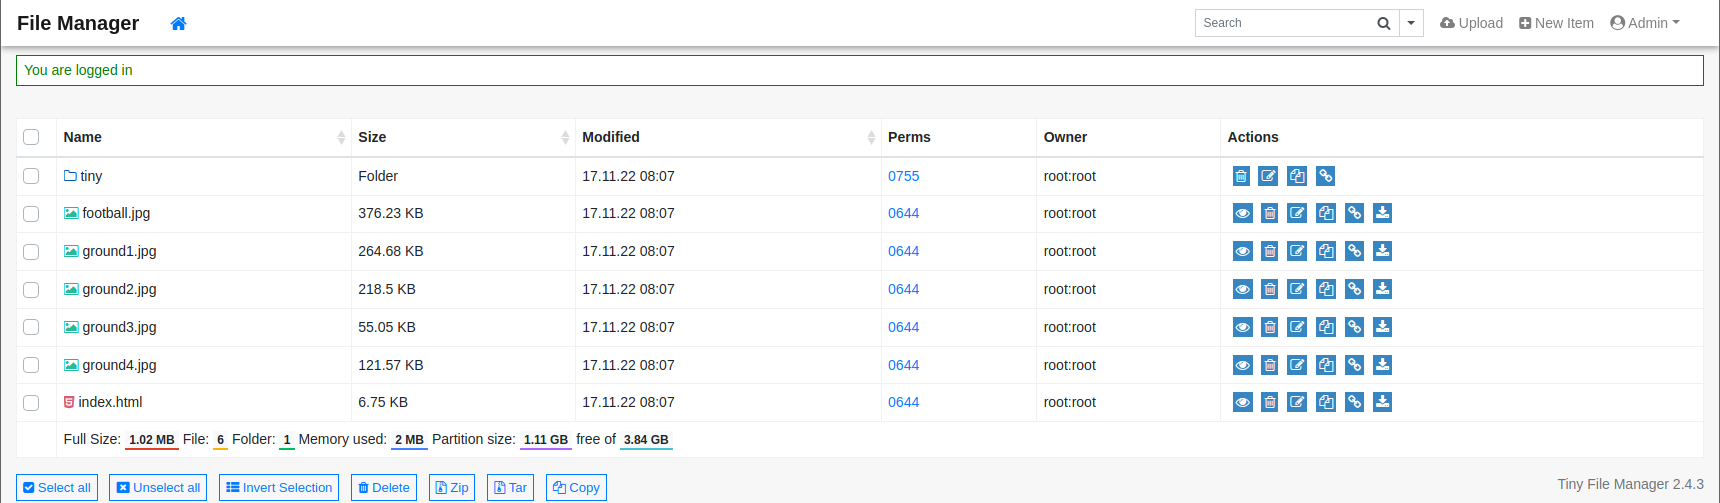 File Manager Search Upload New Item Admin
You are logged in
Name Size Modified Perms Owner Actions
tiny Folder 17.11.22 08:07 0755 root:root
football.jpg 376.23 KB 17.11.22 08:07 0644 root:root
ground1.jpg 264.68 KB 17.11.22 08:07 0644 root:root
ground2.jpg 218.5 KB 17.11.22 08:07 0644 root:root
ground3.jpg 55.05 KB 17.11.22 08:07 0644 root:root
ground4.jpg 121.57 KB 17.11.22 08:07 0644 root:root
index.html 6.75 KB 17.11.22 08:07 0644 root:root
Full Size: 1.02 MB File: 6 Folder: 1 Memory used: 2 MB Partition size: 1.11 GB free of 3.84 GB
Select all Unselect all Invert Selection Delete Zip Tar Copy Tiny File Manager 2.4.3